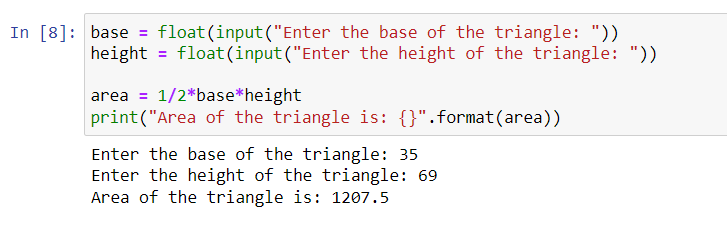 In [8]: base = float(input("Enter the base of the triangle: "))
height = float(input("Enter the height of the triangle: "))
area = 1/2*base*height
print("Area of the triangle is: {}".format(area))
Enter the base of the triangle: 35
Enter the height of the triangle: 69
Area of the triangle is: 1207.5